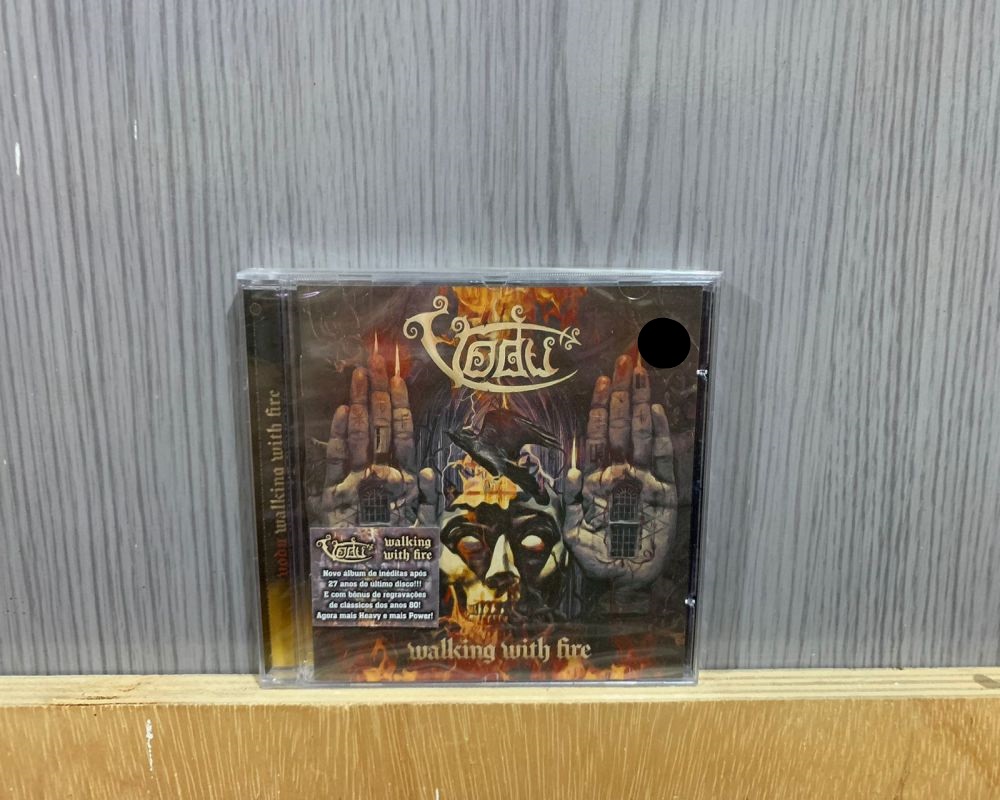 Vodu
vodu walking with fire
Vodu
walking
with fire
Novo álbum de inéditas após
27 anos do último disco!!!
E com bônus de regravações
de clássicos dos anos 80!
Agora mais Heavy e mais Power!
walking with fire